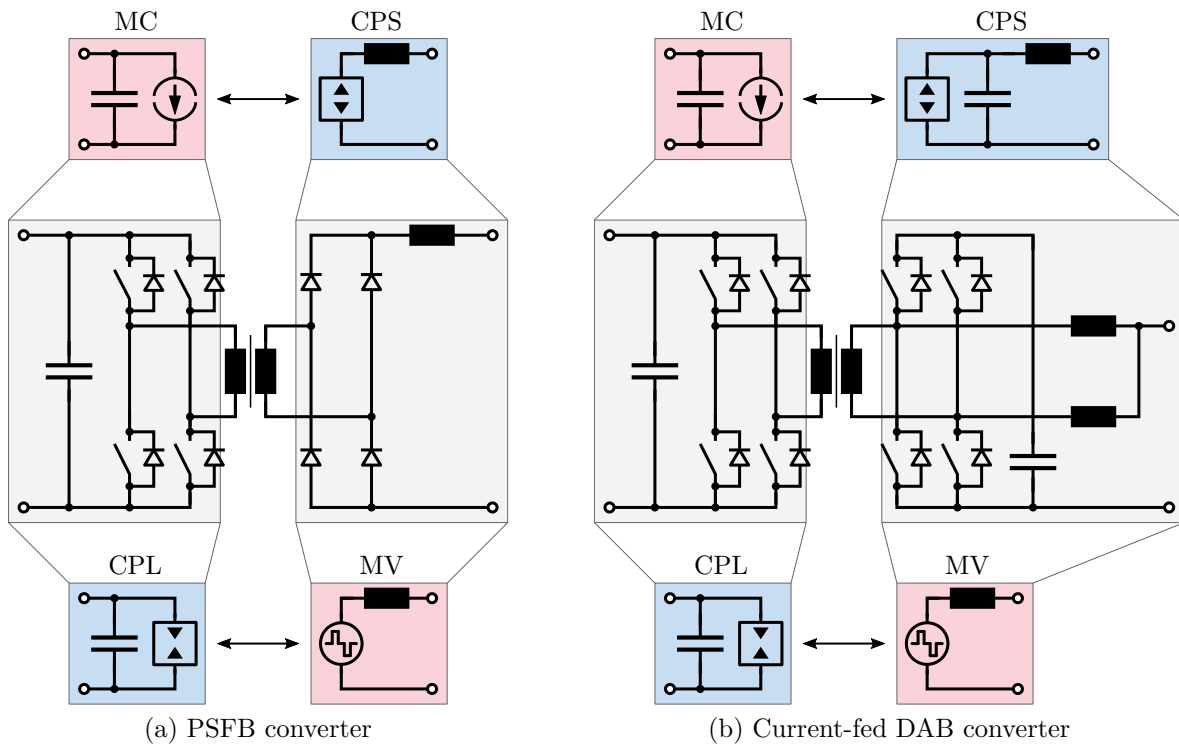 MC
CPS
MC
CPS
CPL
MV
CPL
MV
(a) PSFB converter
(b) Current-fed DAB converter